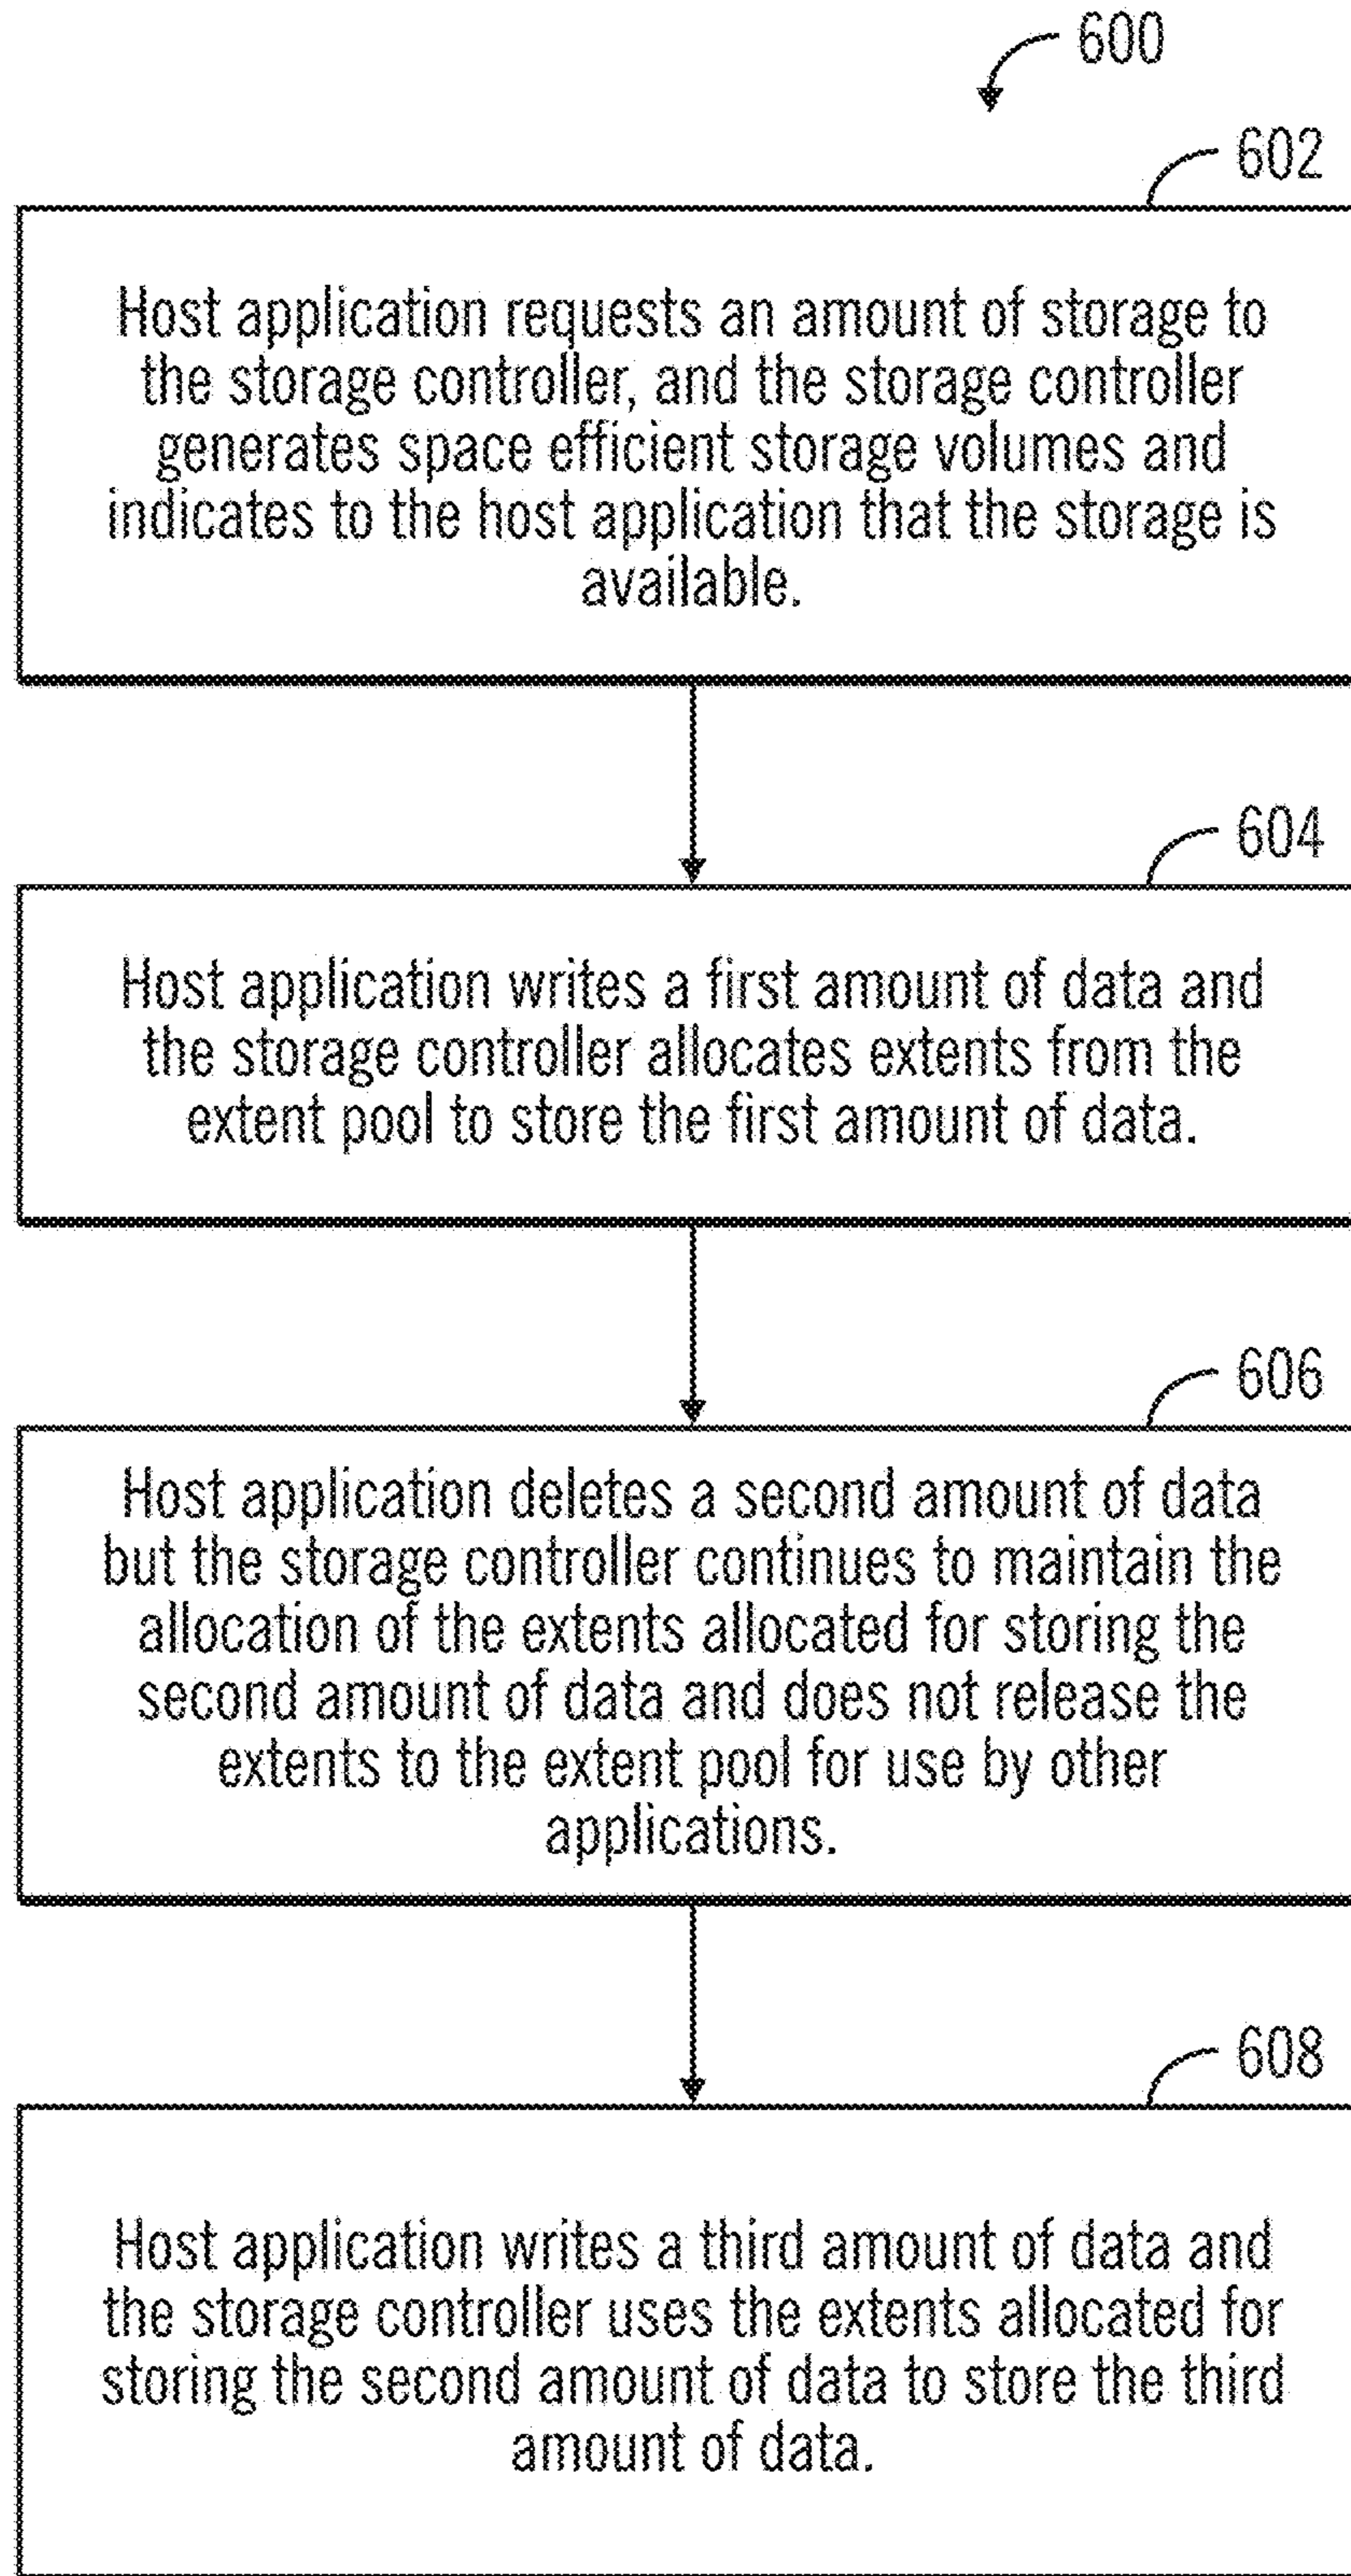 600
602
Host application requests an amount of storage to
the storage controller, and the storage controller
generates space efficient storage volumes and
indicates to the host application that the storage is
available.
604
Host application writes a first amount of data and
the storage controller allocates extents from the
extent pool to store the first amount of data.
606
Host application deletes a second amount of data
but the storage controller continues to maintain the
allocation of the extents allocated for storing the
second amount of data and does not release the
extents to the extent pool for use by other
applications.
608
Host application writes a third amount of data and
the storage controller uses the extents allocated for
storing the second amount of data to store the third
amount of data.